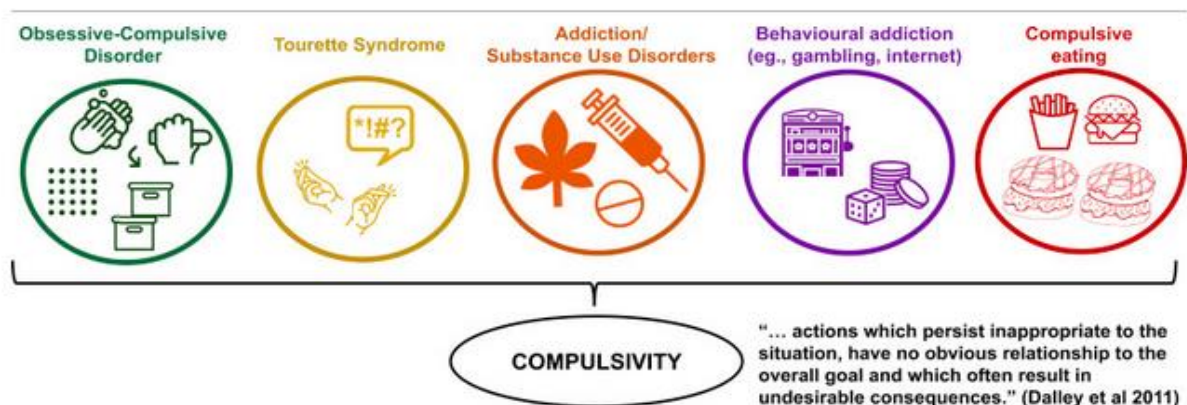 Obsessive-Compulsive
Disorder
Tourette Syndrome
Addiction/
Substance Use Disorders
Behavioural addiction
(eg., gambling, internet)
Compulsive
eating
*!#?
COMPULSIVITY
“... actions which persist inappropriate to the
situation, have no obvious relationship to the
overall goal and which often result in
undesirable consequences.” (Dalley et al 2011)